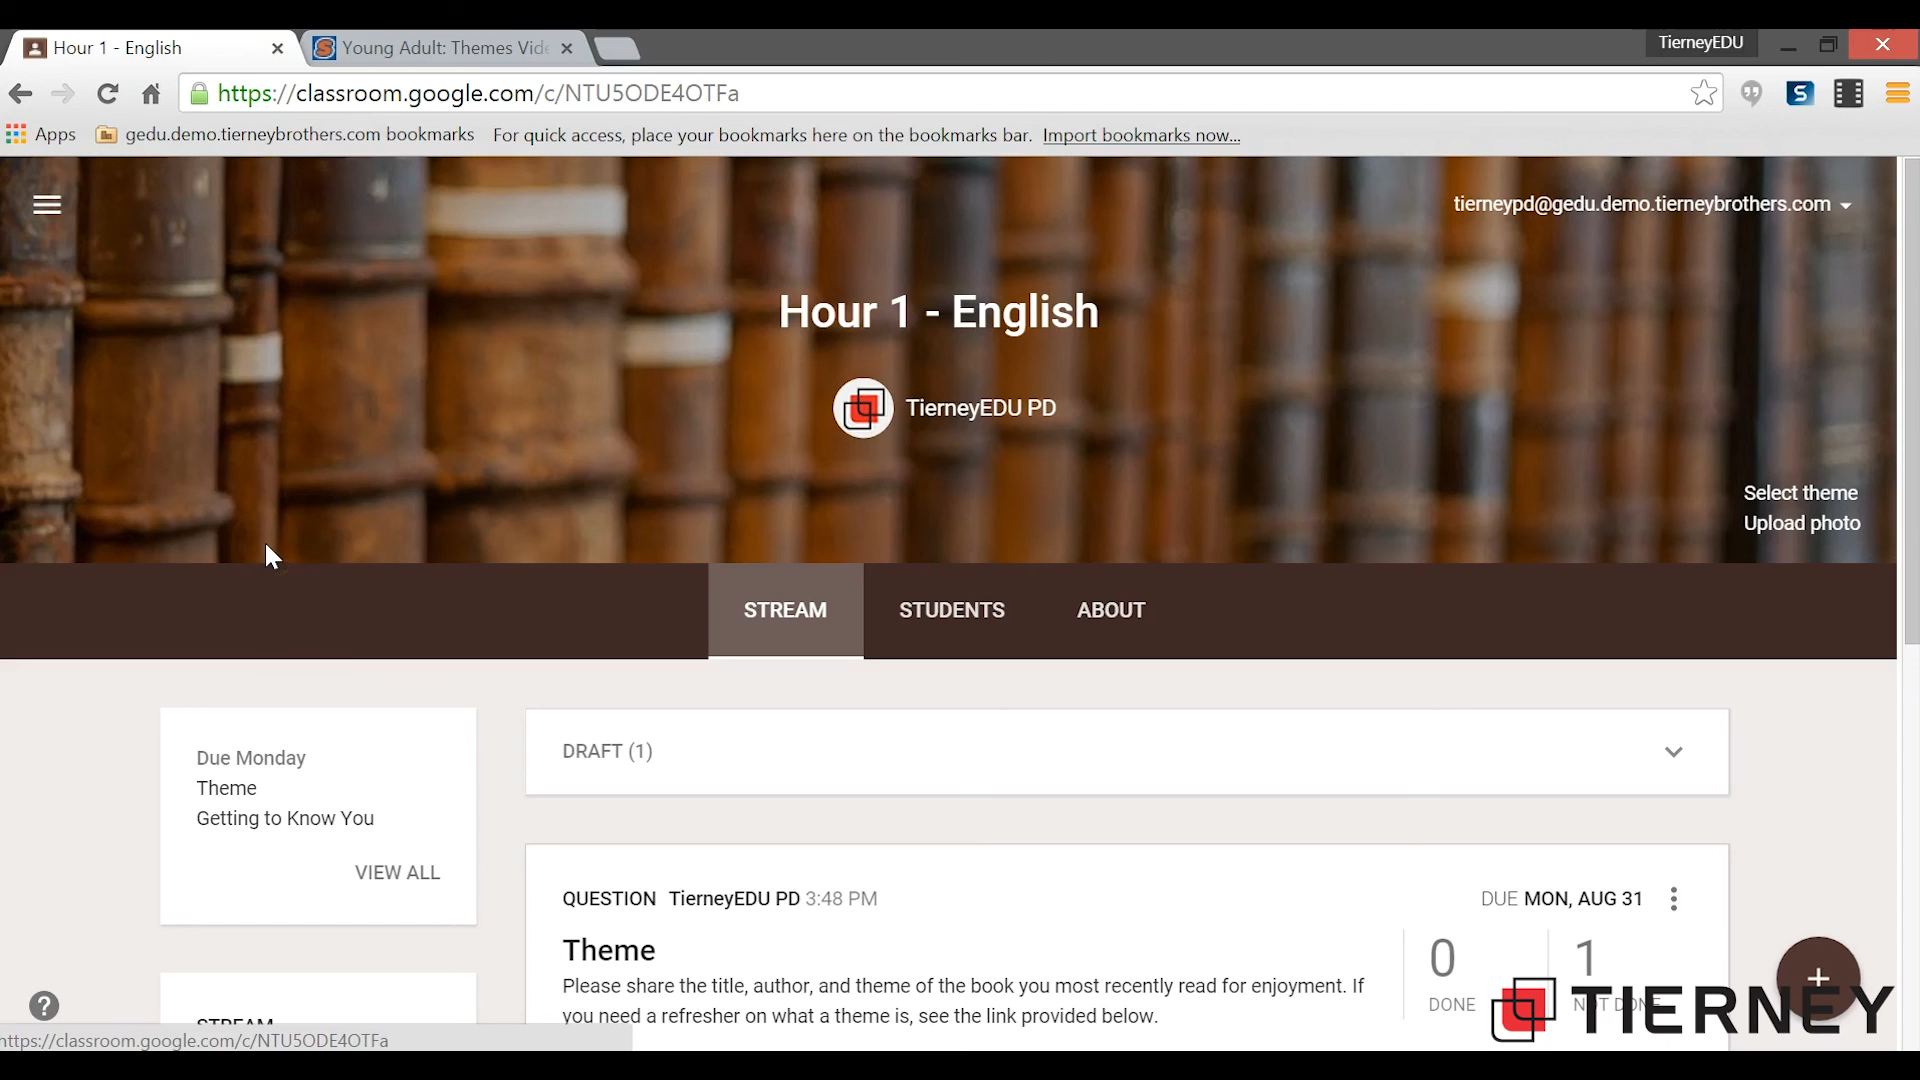 Hour 1 - English
Young Adult: Themes Vid
TierneyEDU
https://classroom.google.com/c/NTU5ODE4OTFa
Apps
gedu.demo.tierneybrothers.com bookmarks
For quick access, place your bookmarks here on the bookmarks bar. Import bookmarks now...
tierneypd@gedu.demo.tierneybrothers.com
Hour 1 - English
TierneyEDU PD
Select theme
Upload photo
STREAM
STUDENTS
ABOUT
Due Monday
Theme
Getting to Know You
VIEW ALL
DRAFT (1)
QUESTION TierneyEDU PD 3:48 PM
DUE MON, AUG 31
Theme
Please share the title, author, and theme of the book you most recently read for enjoyment. If
you need a refresher on what a theme is, see the link provided below.
0
DONE
1
NOT DONE
STREAM
https://classroom.google.com/c/NTU5ODE4OTFa
TIERNEY